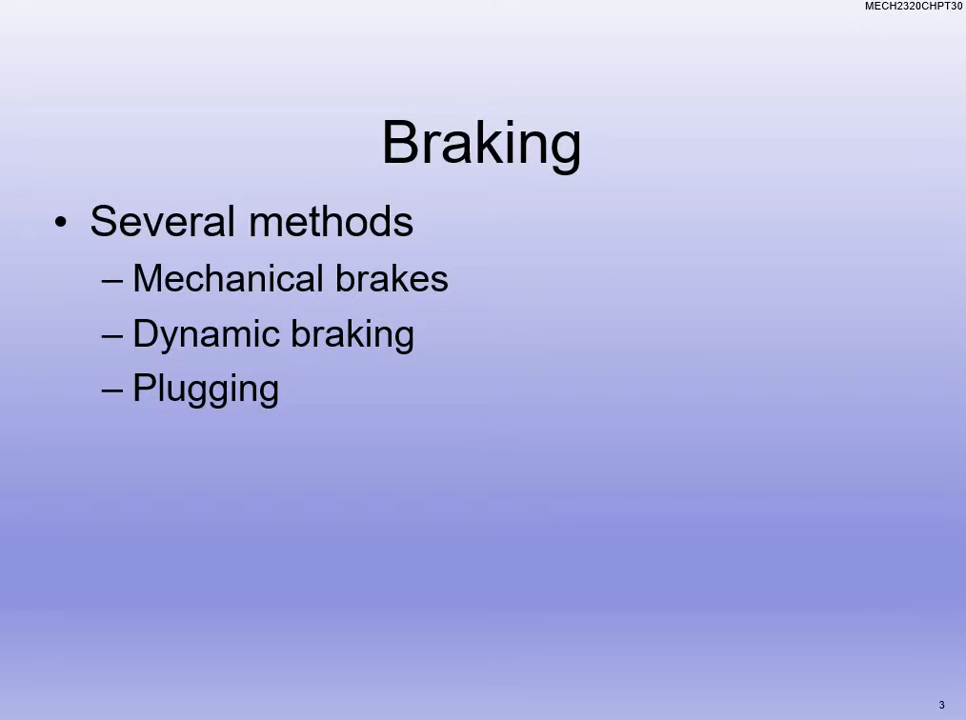 MECH2320CHPT30
Braking
• Several methods
– Mechanical brakes
– Dynamic braking
– Plugging
3